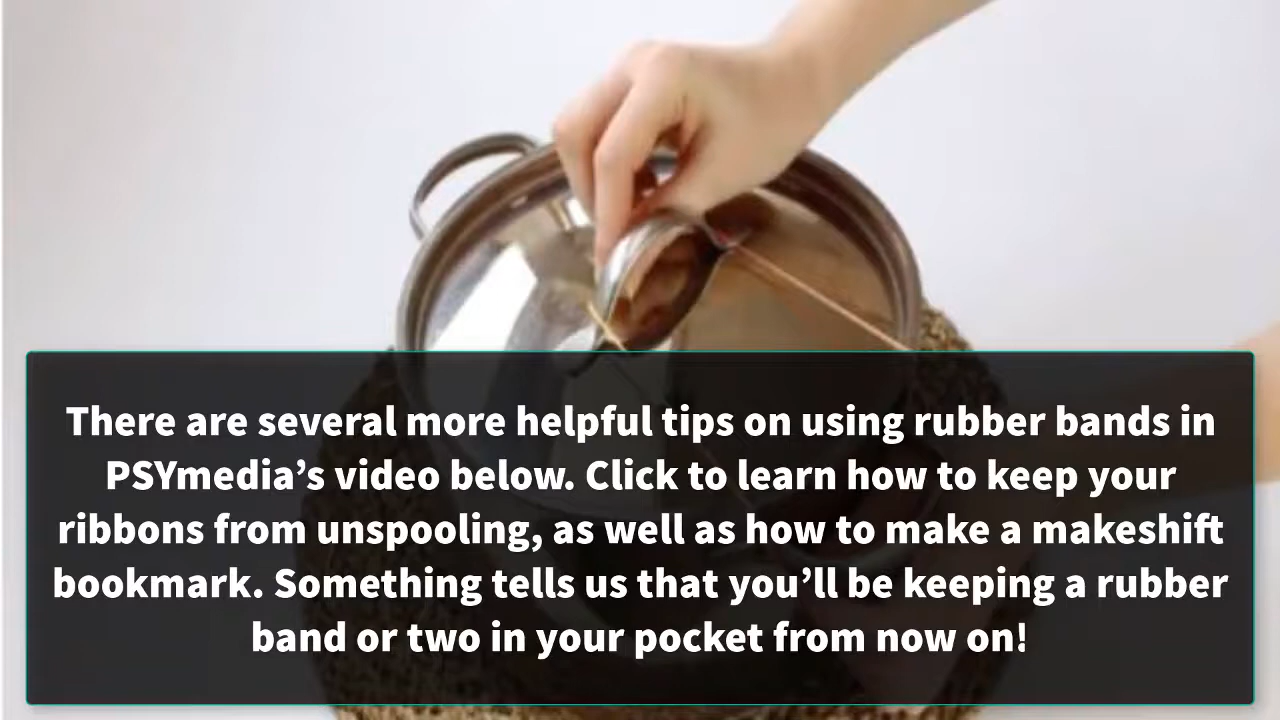 There are several more helpful tips on using rubber bands in
PSYmedia’s video below. Click to learn how to keep your
ribbons from unspooling, as well as how to make a makeshift
bookmark. Something tells us that you’ll be keeping a rubber
band or two in your pocket from now on!